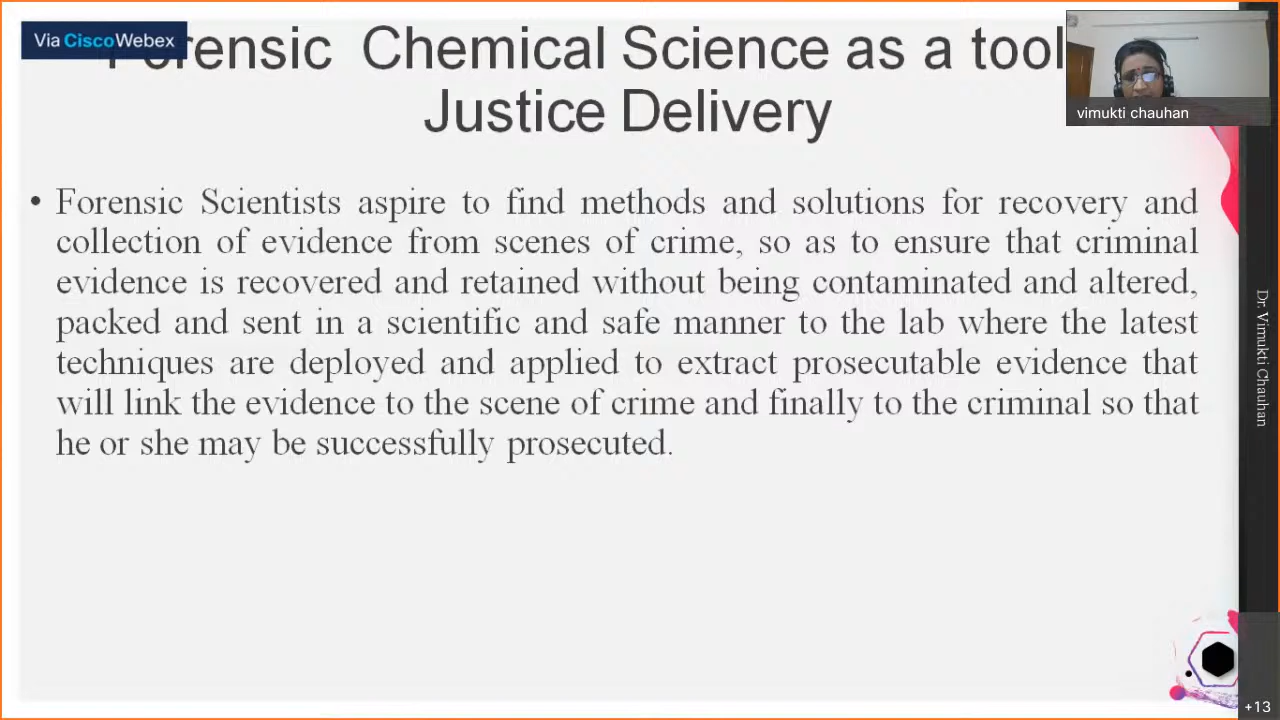 Via CiscoWebex
Forensic Chemical Science as a tool
Justice Delivery
vimukti chauhan
• Forensic Scientists aspire to find methods and solutions for recovery and
collection of evidence from scenes of crime, so as to ensure that criminal
evidence is recovered and retained without being contaminated and altered,
packed and sent in a scientific and safe manner to the lab where the latest
techniques are deployed and applied to extract prosecutable evidence that
will link the evidence to the scene of crime and finally to the criminal so that
he or she may be successfully prosecuted.
Dr. Vimukti Chauhan
+13